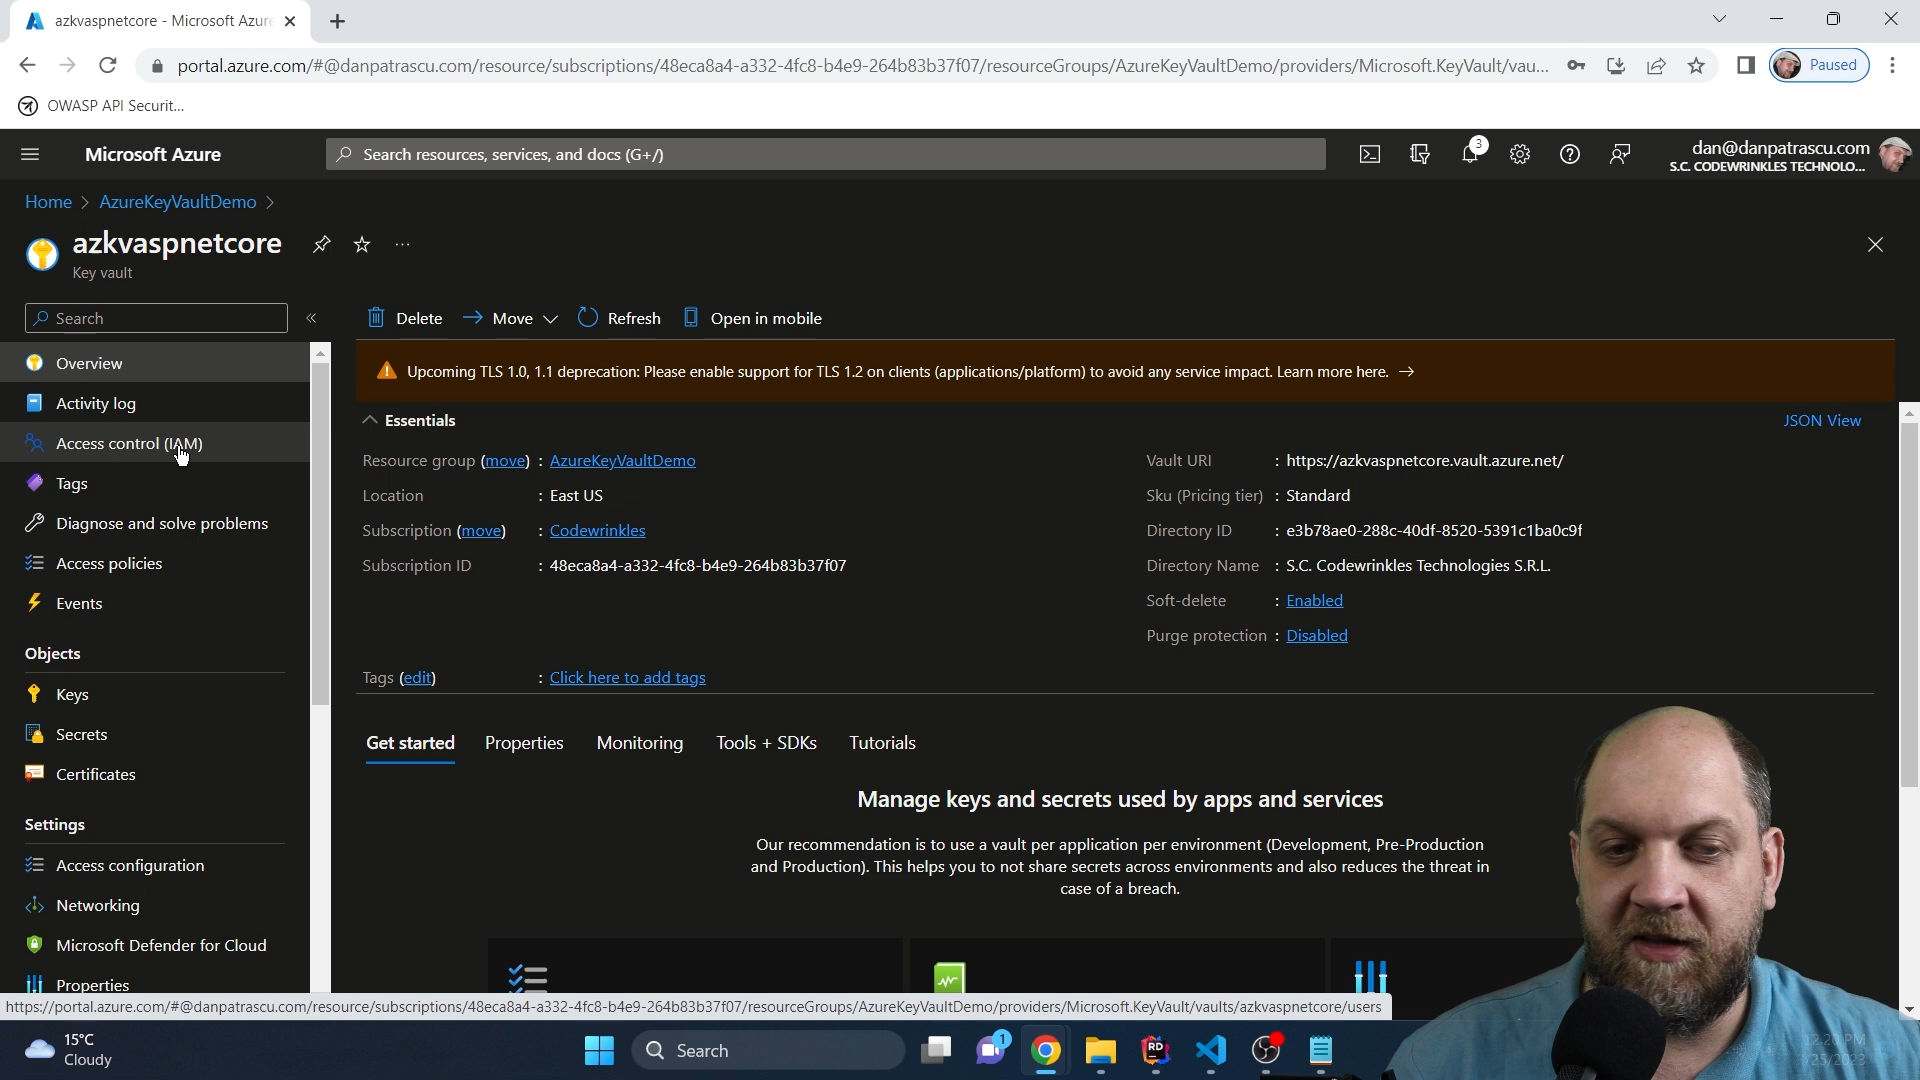 azkvaspnetcore - Microsoft Azure
portal.azure.com/#@danpatrascu.com/resource/subscriptions/48eca8a4-a332-4fc8-b4e9-264b83b37f07/resourceGroups/AzureKeyVaultDemo/providers/Microsoft.KeyVault/vau...
Paused
OWASP API Securit...
Microsoft Azure
Search resources, services, and docs (G+/)
3
dan@danpatrascu.com
S.C. CODEWRINKLES TECHNOLO...
Home > AzureKeyVaultDemo >
azkvaspnetcore
Key vault
Search
Overview
Activity log
Access control (IAM)
Tags
Diagnose and solve problems
Access policies
Events
Objects
Keys
Secrets
Certificates
Settings
Access configuration
Networking
Microsoft Defender for Cloud
Properties
Delete Move Refresh Open in mobile
Upcoming TLS 1.0, 1.1 deprecation: Please enable support for TLS 1.2 on clients (applications/platform) to avoid any service impact. Learn more here.
Essentials
JSON View
Resource group (move) : AzureKeyVaultDemo
Location : East US
Subscription (move) : Codewrinkles
Subscription ID : 48eca8a4-a332-4fc8-b4e9-264b83b37f07
Vault URI : https://azkvaspnetcore.vault.azure.net/
Sku (Pricing tier) : Standard
Directory ID : e3b78ae0-288c-40df-8520-5391c1ba0c9f
Directory Name : S.C. Codewrinkles Technologies S.R.L.
Soft-delete : Enabled
Purge protection : Disabled
Tags (edit) : Click here to add tags
Get started Properties Monitoring Tools + SDKs Tutorials
Manage keys and secrets used by apps and services
Our recommendation is to use a vault per application per environment (Development, Pre-Production
and Production). This helps you to not share secrets across environments and also reduces the threat in
case of a breach.
https://portal.azure.com/#@danpatrascu.com/resource/subscriptions/48eca8a4-a332-4fc8-b4e9-264b83b37f07/resourceGroups/AzureKeyVaultDemo/providers/Microsoft.KeyVault/vaults/azkvaspnetcore/users
15°C
Cloudy
Search
1
RD